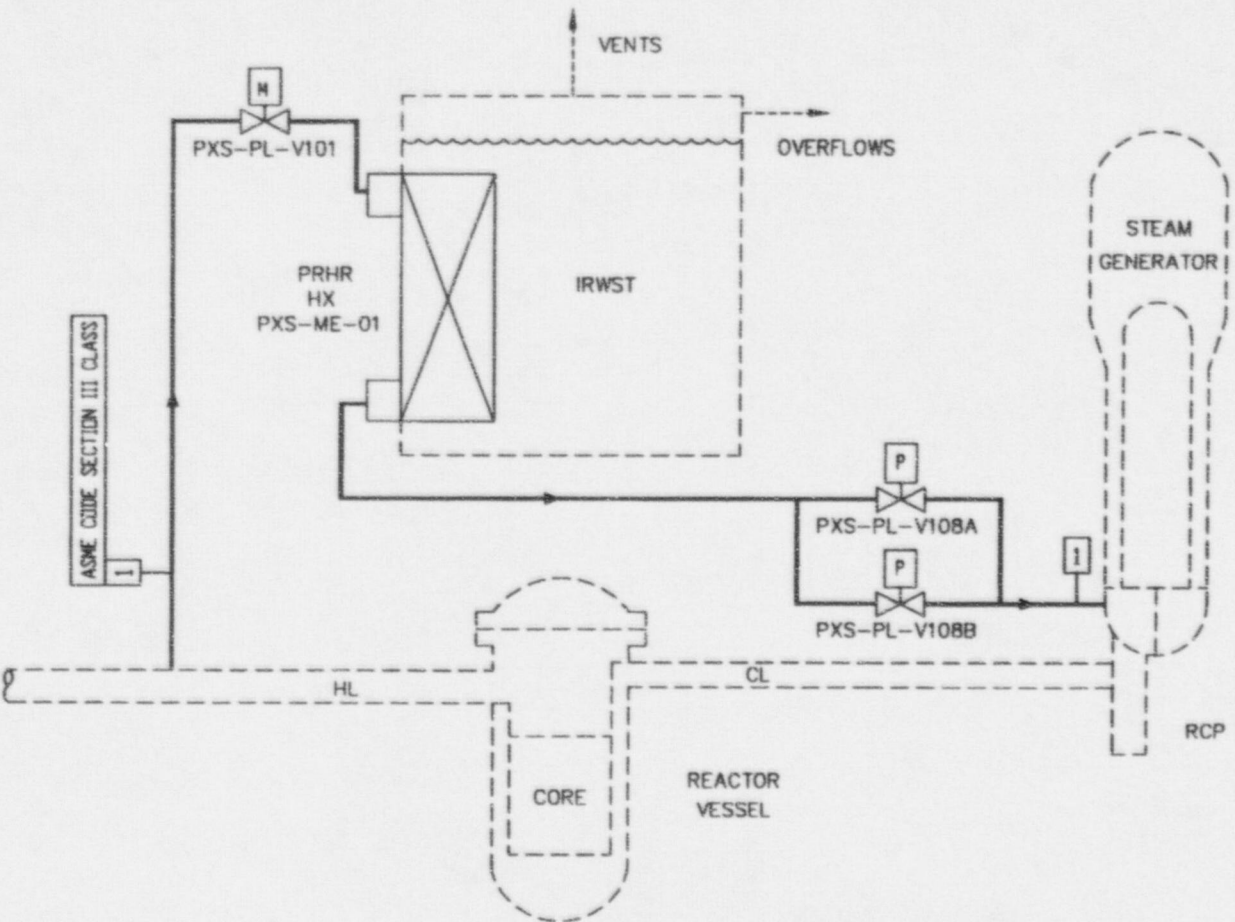 VENTS
M
PXS-PL-V101
OVERFLOWS
STEAM
GENERATOR
PRHR
HX
PXS-ME-01
IRWST
ASME CODE SECTION III CLASS
1
P
PXS-PL-V108A
P
PXS-PL-V108B
1
HL
CL
RCP
CORE
REACTOR
VESSEL